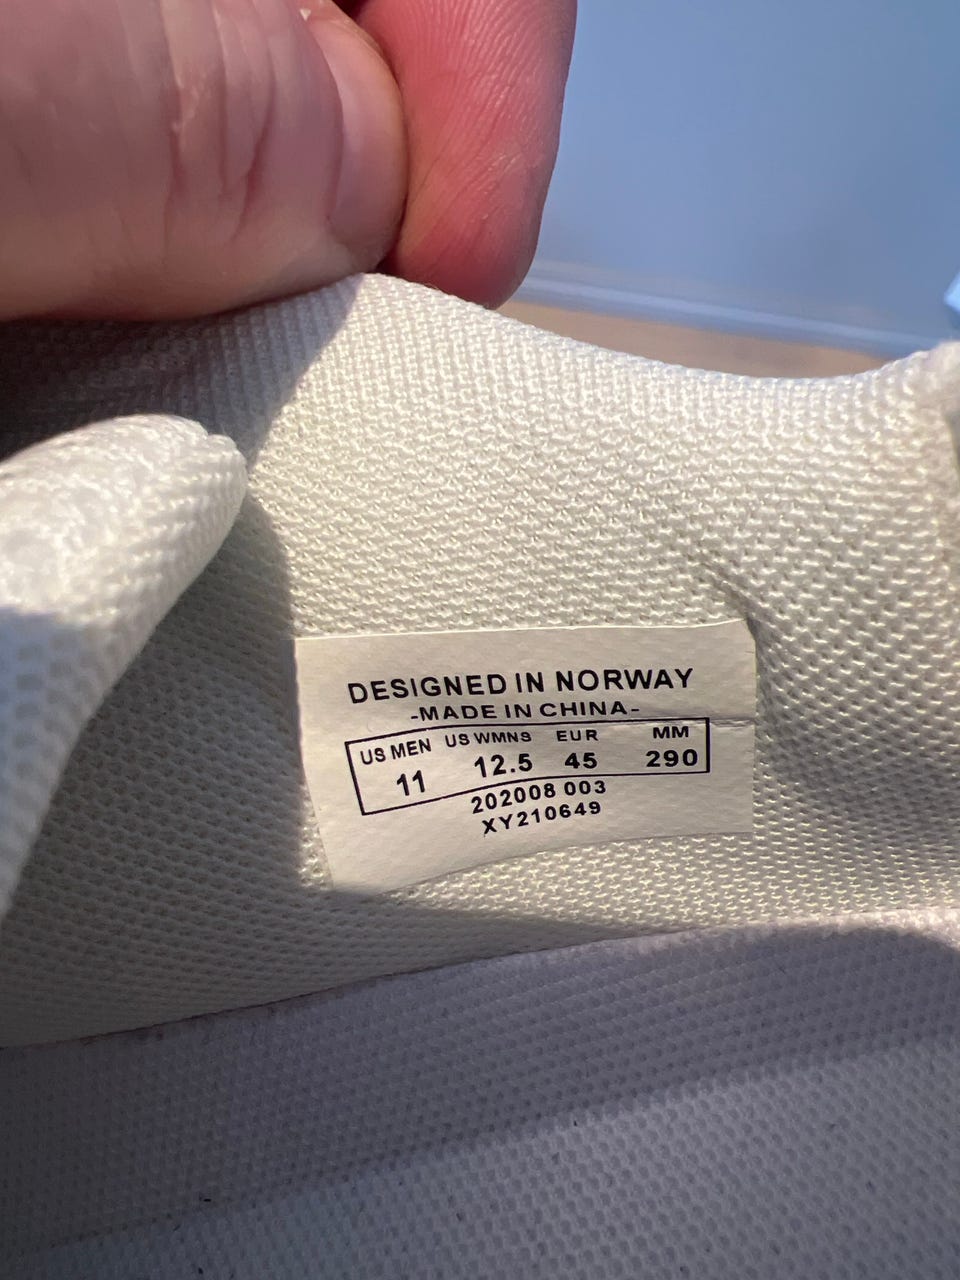 DESIGNED IN NORWAY
-MADE IN CHINA-
US MEN US WMNS EUR MM
11 12.5 45 290
202008 003
XY210649